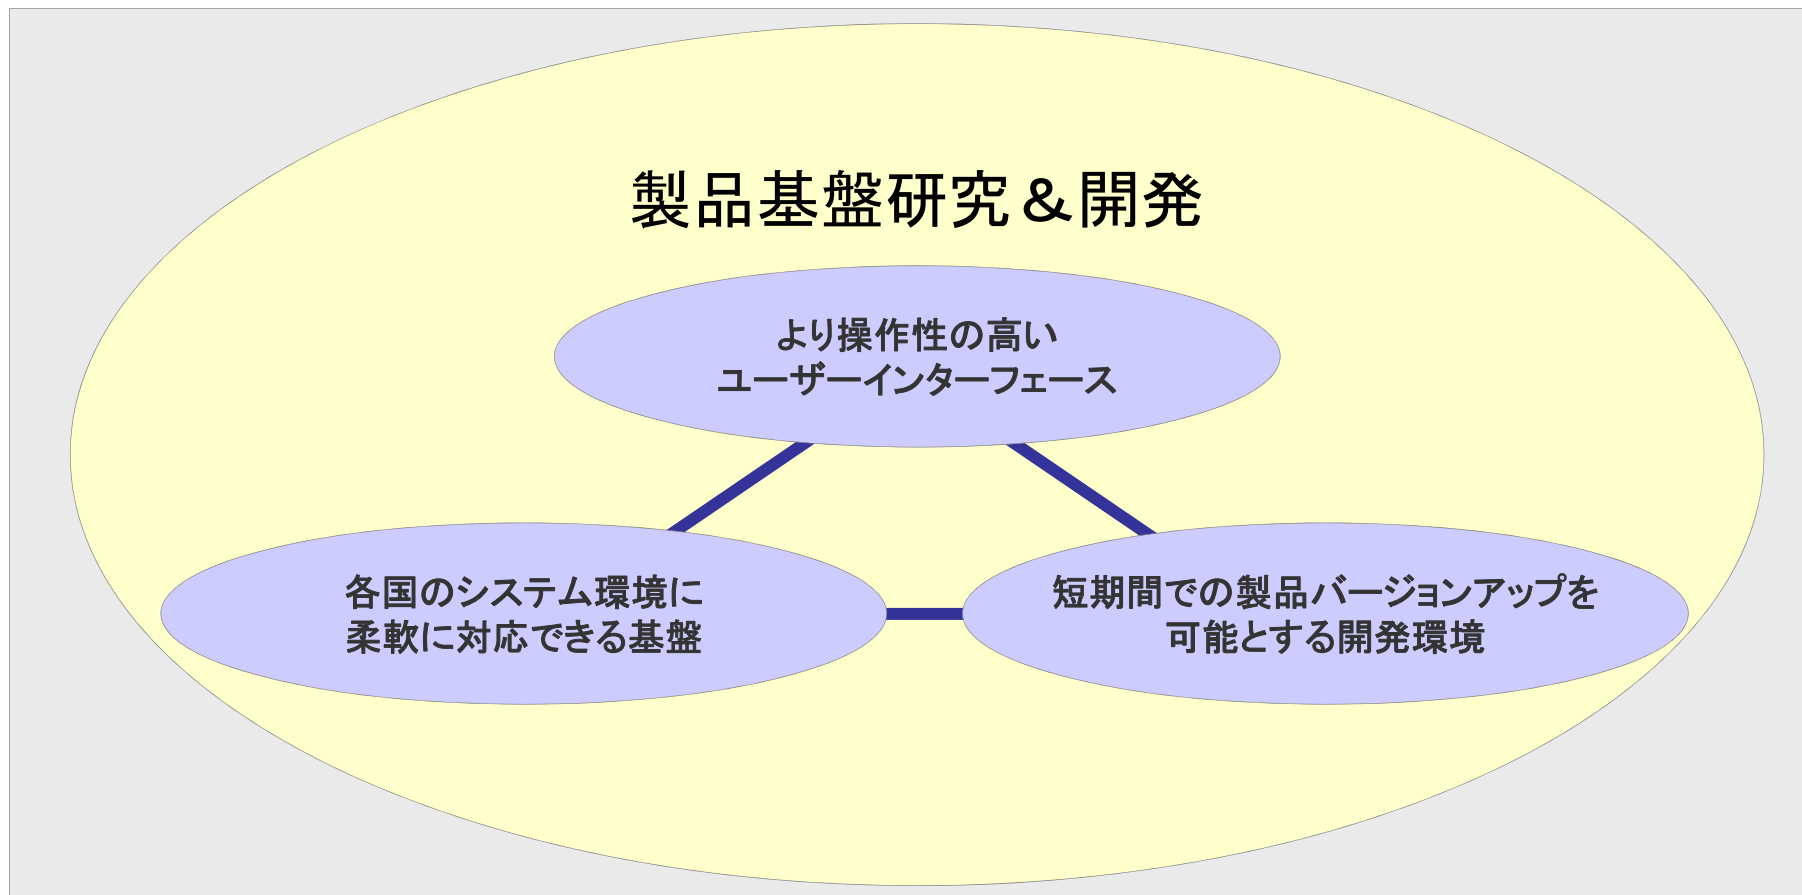 製品基盤研究＆開発
より操作性の高い
ユーザーインターフェース
各国のシステム環境に
柔軟に対応できる基盤
短期間での製品バージョンアップを
可能とする開発環境